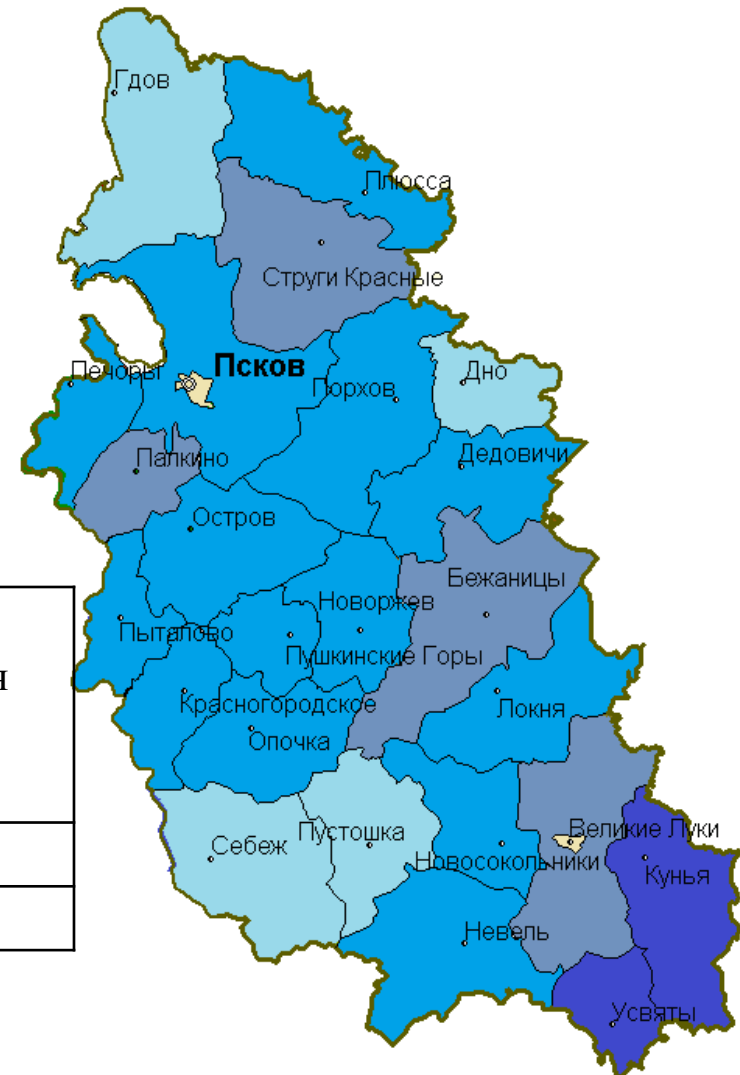 Гдов
Плюсса
Струги Красные
Печоры
Псков
Порхов
Дно
Палкино
Дедовичи
Остров
Бежаницы
Новоржев
Пыталово
Пушкинские Горы
я
Красногородское
Локня
Опочка
Пустошка
Великие Луки
Себеж
Новосокольники
Кунья
Невель
Усвяты